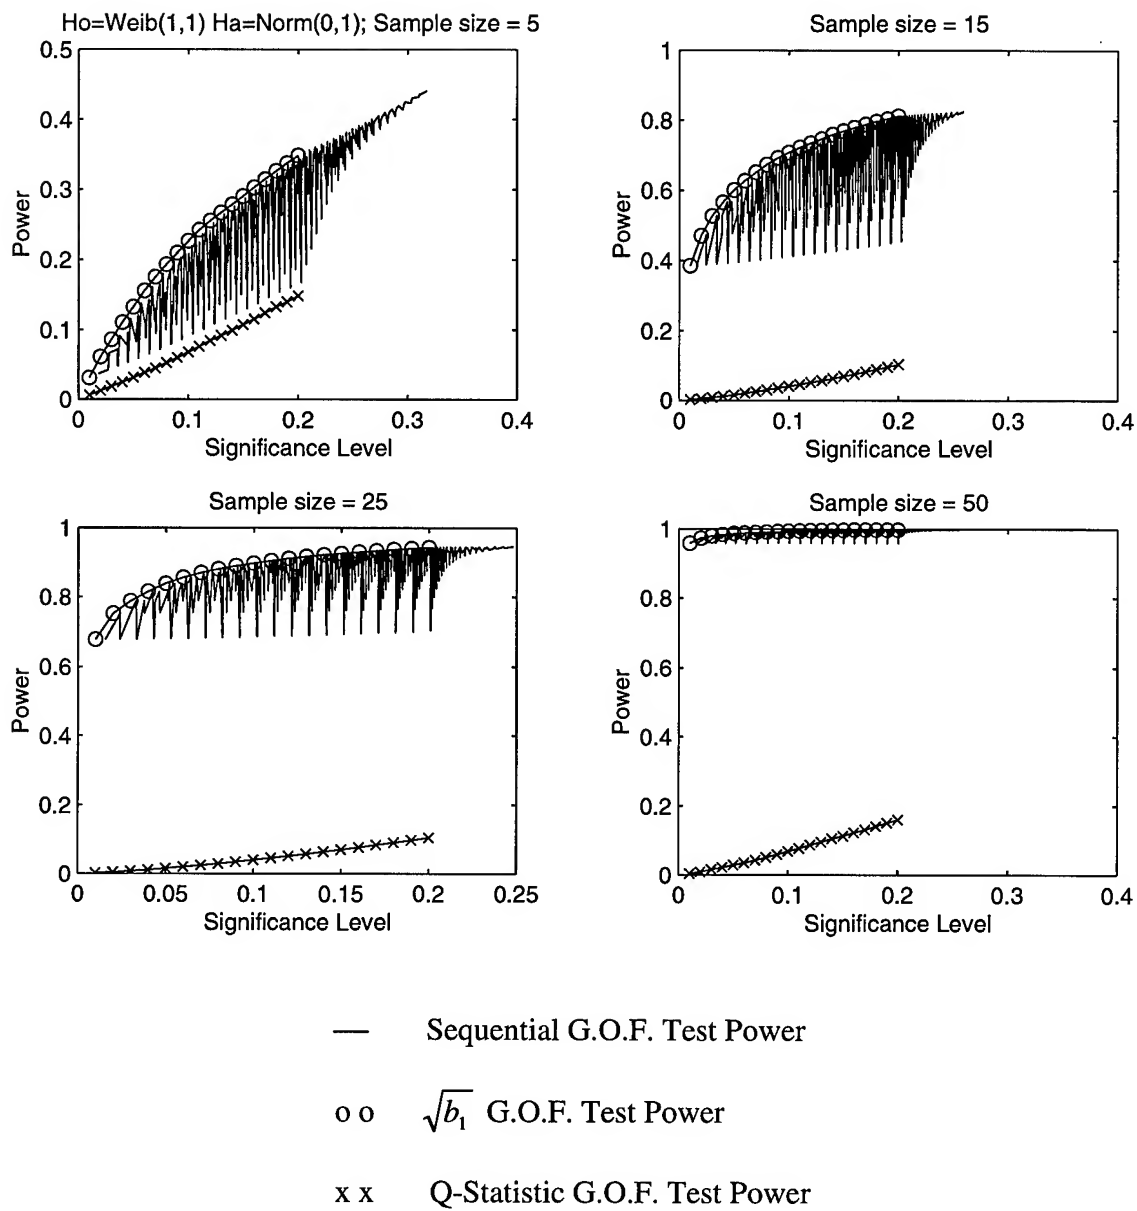 Ho=Weib(1,1) Ha=Norm(0,1); Sample size = 5
0.5
0.4
0.3
0.2
0.1
0
Power
0 0.1 0.2 0.3 0.4
Significance Level
Sample size = 15
1
0.8
0.6
0.4
0.2
0
Power
0 0.1 0.2 0.3 0.4
Significance Level
Sample size = 25
1
0.8
0.6
0.4
0.2
0
Power
0 0.05 0.1 0.15 0.2 0.25
Significance Level
Sample size = 50
1
0.8
0.6
0.4
0.2
0
Power
0 0.1 0.2 0.3 0.4
Significance Level
— Sequential G.O.F. Test Power
o o √b₁ G.O.F. Test Power
x x Q-Statistic G.O.F. Test Power